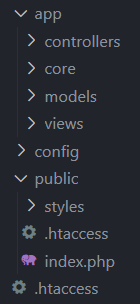 app
controllers
core
models
views
config
public
styles
.htaccess
index.php
.htaccess